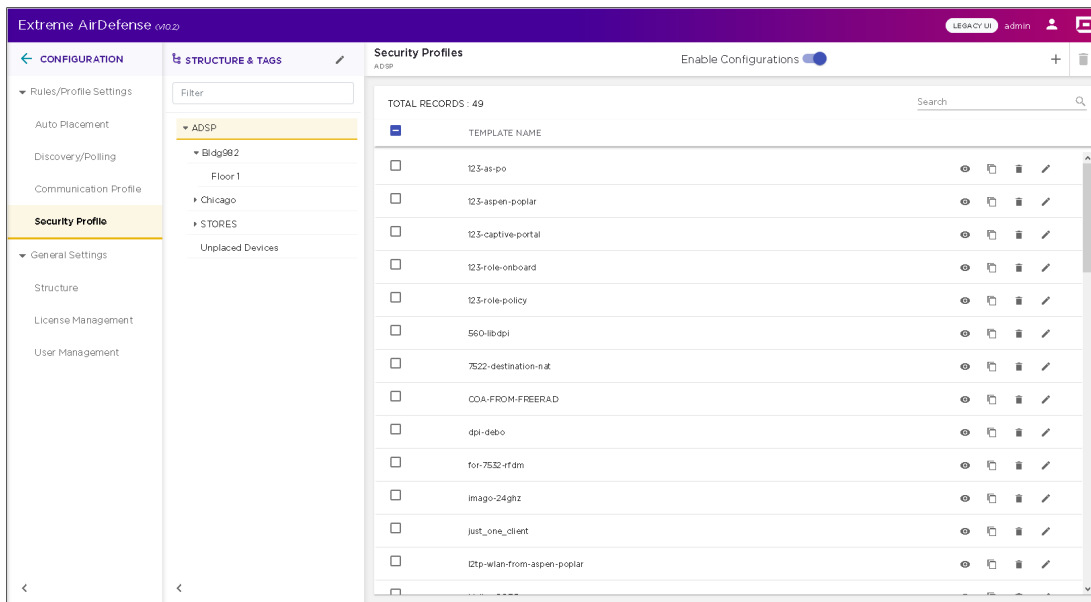 Extreme AirDefense (v10.2)
LEGACY UI admin
CONFIGURATION
Rules/Profile Settings
Auto Placement
Discovery/Polling
Communication Profile
Security Profile
General Settings
Structure
License Management
User Management
STRUCTURE & TAGS
Filter
ADSP
Bldg982
Floor 1
Chicago
STORES
Unplaced Devices
Security Profiles
ADSP
Enable Configurations
TOTAL RECORDS : 49
Search
TEMPLATE NAME
123-as-po
123-aspen-poplar
123-captive-portal
123-role-onboard
123-role-policy
560-libdpi
7522-destination-nat
COA-FROM-FREERAD
dpi-debo
for-7532-rfdm
imago-24ghz
just_one_client
l2tp-wlan-from-aspen-poplar